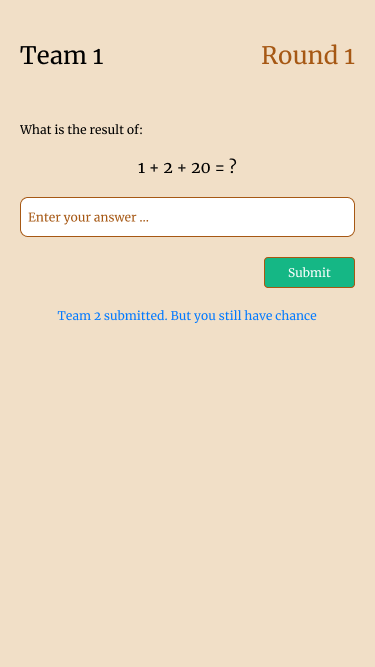 Team 1
Round 1
What is the result of:
1 + 2 + 20 = ?
Enter your answer ...
Submit
Team 2 submitted. But you still have chance